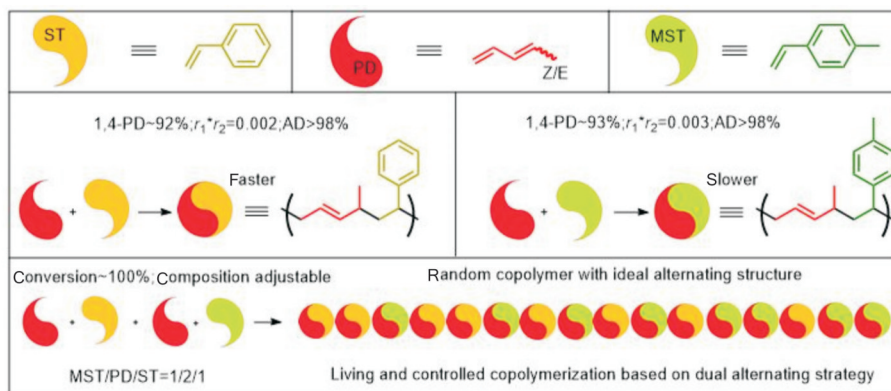 ST
PD
Z/E
MST
1,4-PD~92%;r₁*r₂=0.002;AD>98%
+
Faster
1,4-PD~93%;r₁*r₂=0.003;AD>98%
+
Slower
Conversion~100%;Composition adjustable
+ + +
MST/PD/ST=1/2/1
Random copolymer with ideal alternating structure
Living and controlled copolymerization based on dual alternating strategy